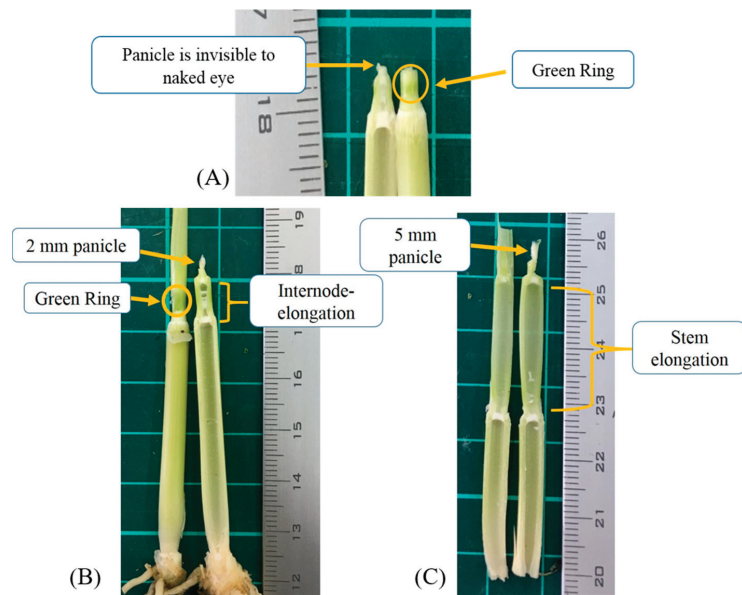 17
Panicle is invisible to
naked eye
Green Ring
18
(A)
2 mm panicle
Green Ring
Internode-
elongation
19
18
17
16
15
14
13
12
(B)
5 mm
panicle
Stem
elongation
26
25
24
23
22
21
20
(C)